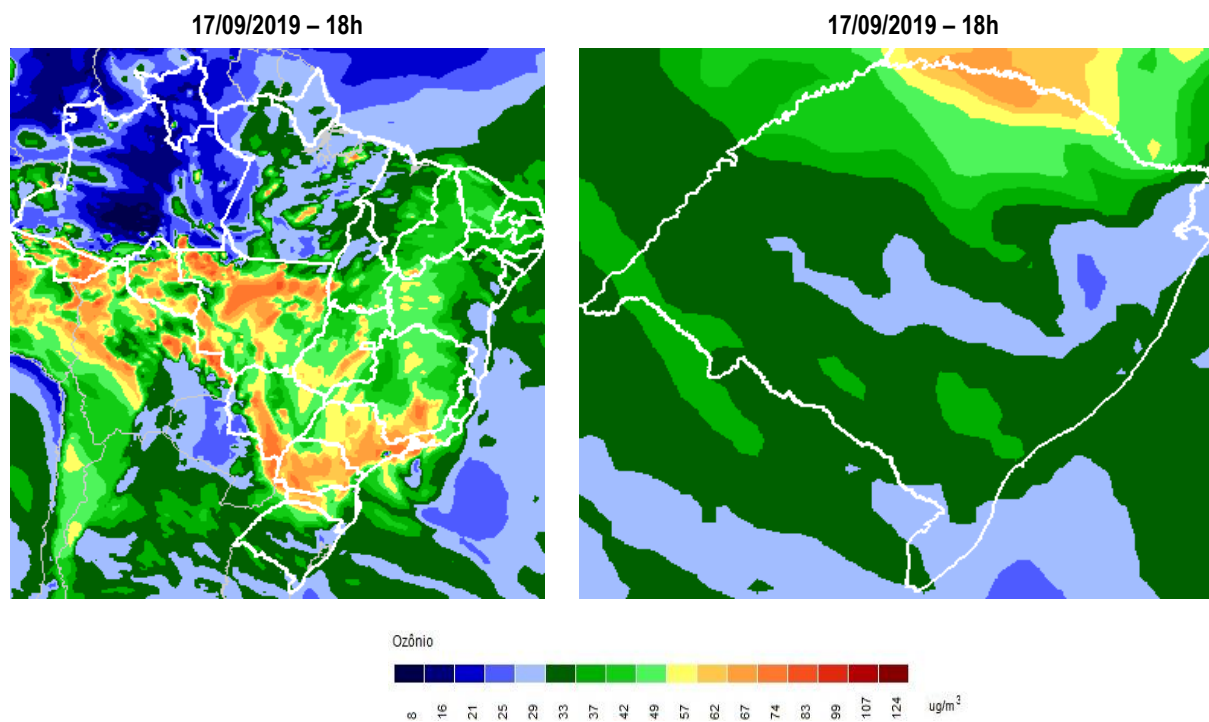 17/09/2019 – 18h
17/09/2019 – 18h
Ozônio
8 16 21 25 29 33 37 42 49 57 62 67 74 83 99 107 124 ug/m³